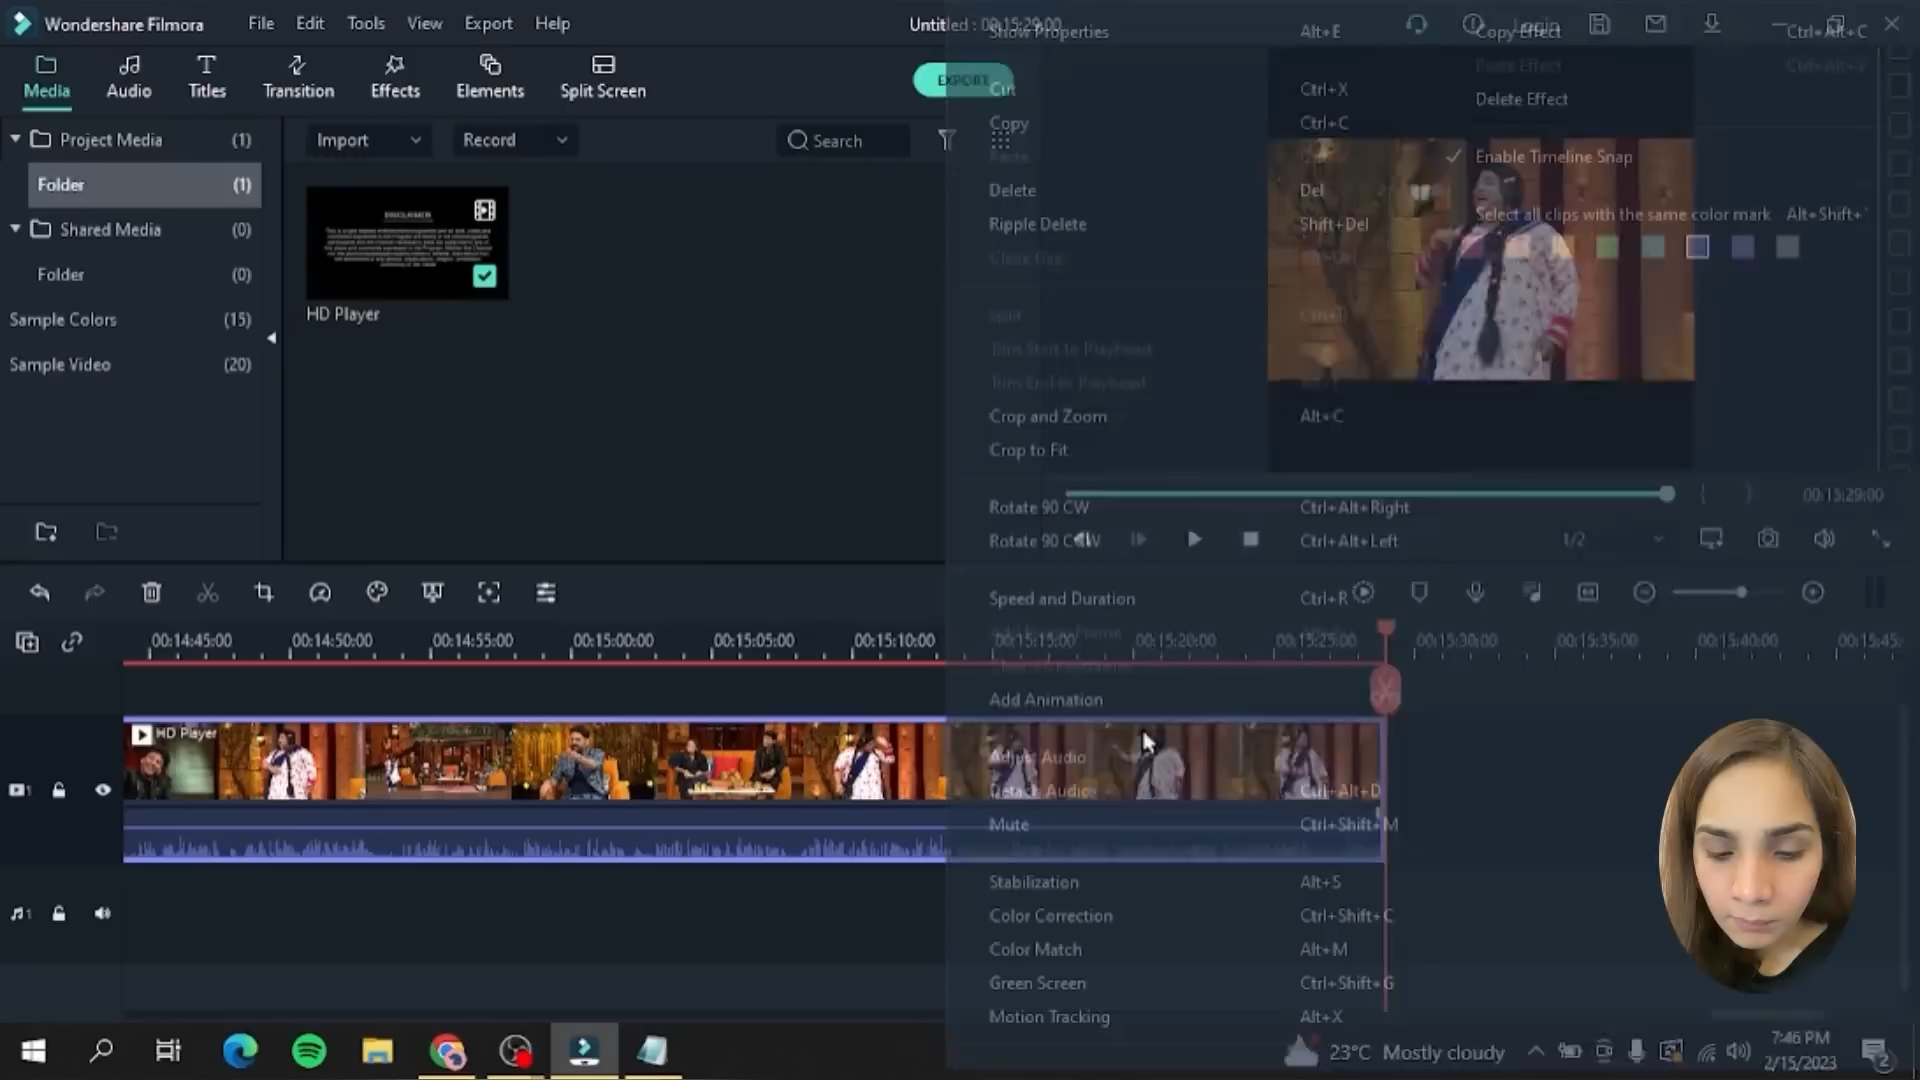 Wondershare Filmora
File
Edit
Tools
View
Export
Help
Untitled : 00:15:29:00
Login
Media
Audio
Titles
Transition
Effects
Elements
Split Screen
EXPORT
Project Media (1)
Folder (1)
Shared Media (0)
Folder (0)
Sample Colors (15)
Sample Video (20)
Import
Record
Search
DISCLAIMER
HD Player
Show Properties Alt+E
Cut Ctrl+X
Copy Ctrl+C
Paste
Delete Del
Ripple Delete Shift+Del
Close Gap
Split
Trim Start to Playhead
Trim End to Playhead
Crop and Zoom Alt+C
Crop to Fit
Rotate 90 CW Ctrl+Alt+Right
Rotate 90 CCW Ctrl+Alt+Left
Speed and Duration Ctrl+R
Add Animation
Adjust Audio
Detach Audio Ctrl+Alt+D
Mute Ctrl+Shift+M
Stabilization Alt+S
Color Correction Ctrl+Shift+C
Color Match Alt+M
Green Screen Ctrl+Shift+G
Motion Tracking Alt+X
Copy Effect Ctrl+Alt+C
Paste Effect Ctrl+Alt+V
Delete Effect
Enable Timeline Snap
Select all clips with the same color mark Alt+Shift+`
00:15:29:00
1/2
00:14:45:00
00:14:50:00
00:14:55:00
00:15:00:00
00:15:05:00
00:15:10:00
00:15:15:00
00:15:20:00
00:15:25:00
00:15:30:00
00:15:35:00
00:15:40:00
00:15:45:
HD Player
1
1
23°C Mostly cloudy
7:46 PM
2/15/2023
2